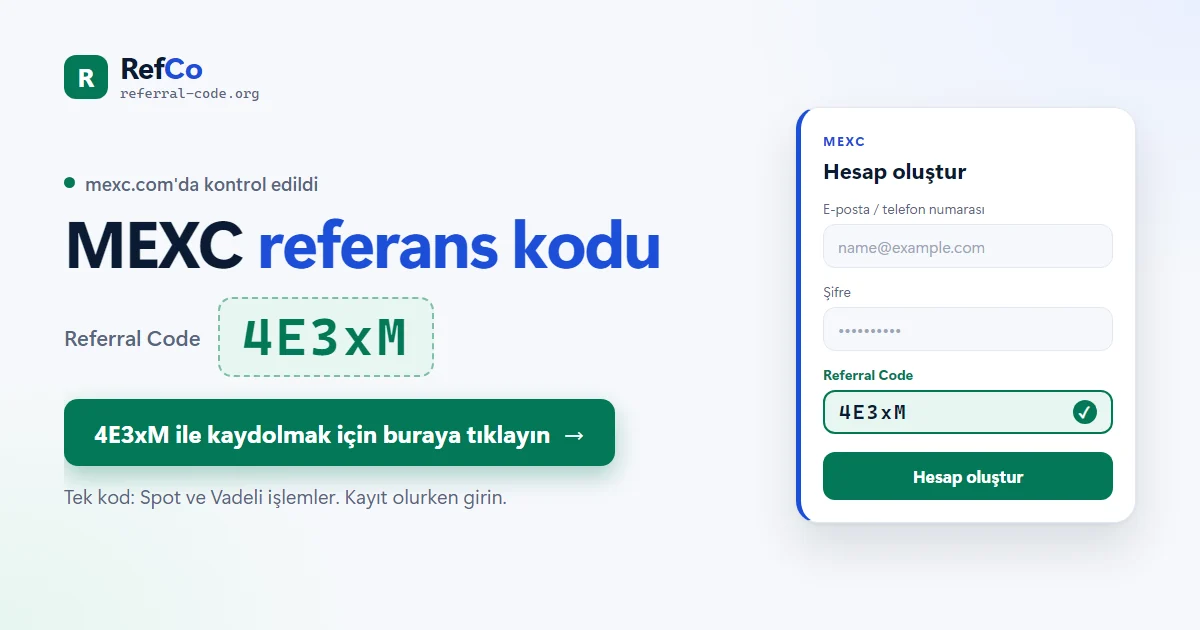 R
RefCo
referral-code.org
mexc.com'da kontrol edildi
MEXC referans kodu
Referral Code
4E3xM
4E3xM ile kaydolmak için buraya tıklayın →
Tek kod: Spot ve Vadeli işlemler. Kayıt olurken girin.
MEXC
Hesap oluştur
E-posta / telefon numarası
name@example.com
Şifre
••••••••••
Referral Code
4E3xM
Hesap oluştur